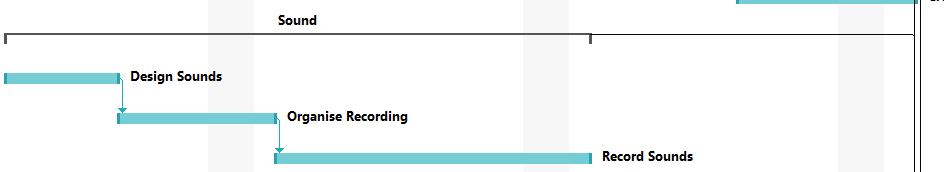 Sound
Design Sounds
Organise Recording
Record Sounds